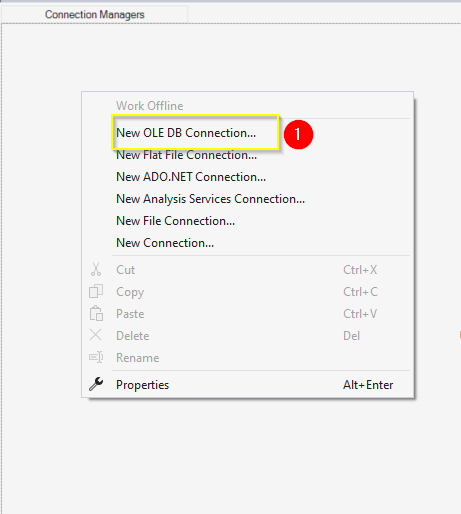 Connection Managers
Work Offline
New OLE DB Connection...
1
New Flat File Connection...
New ADO.NET Connection...
New Analysis Services Connection...
New File Connection...
New Connection...
Cut Ctrl+X
Copy Ctrl+C
Paste Ctrl+V
Delete Del
Rename
Properties Alt+Enter